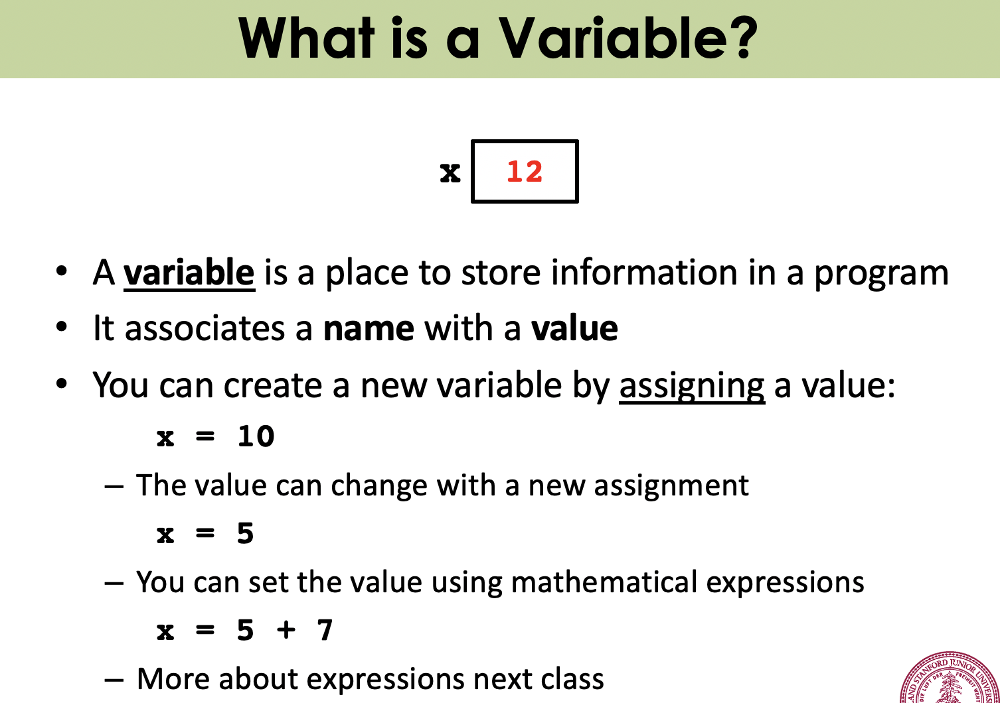 What is a Variable?
x 12
• A variable is a place to store information in a program
• It associates a name with a value
• You can create a new variable by assigning a value:
x = 10
– The value can change with a new assignment
x = 5
– You can set the value using mathematical expressions
x = 5 + 7
– More about expressions next class
LAND STANFORD JUNIOR UNIVERS
DIE LUFT DER FREIHEIT WEHT